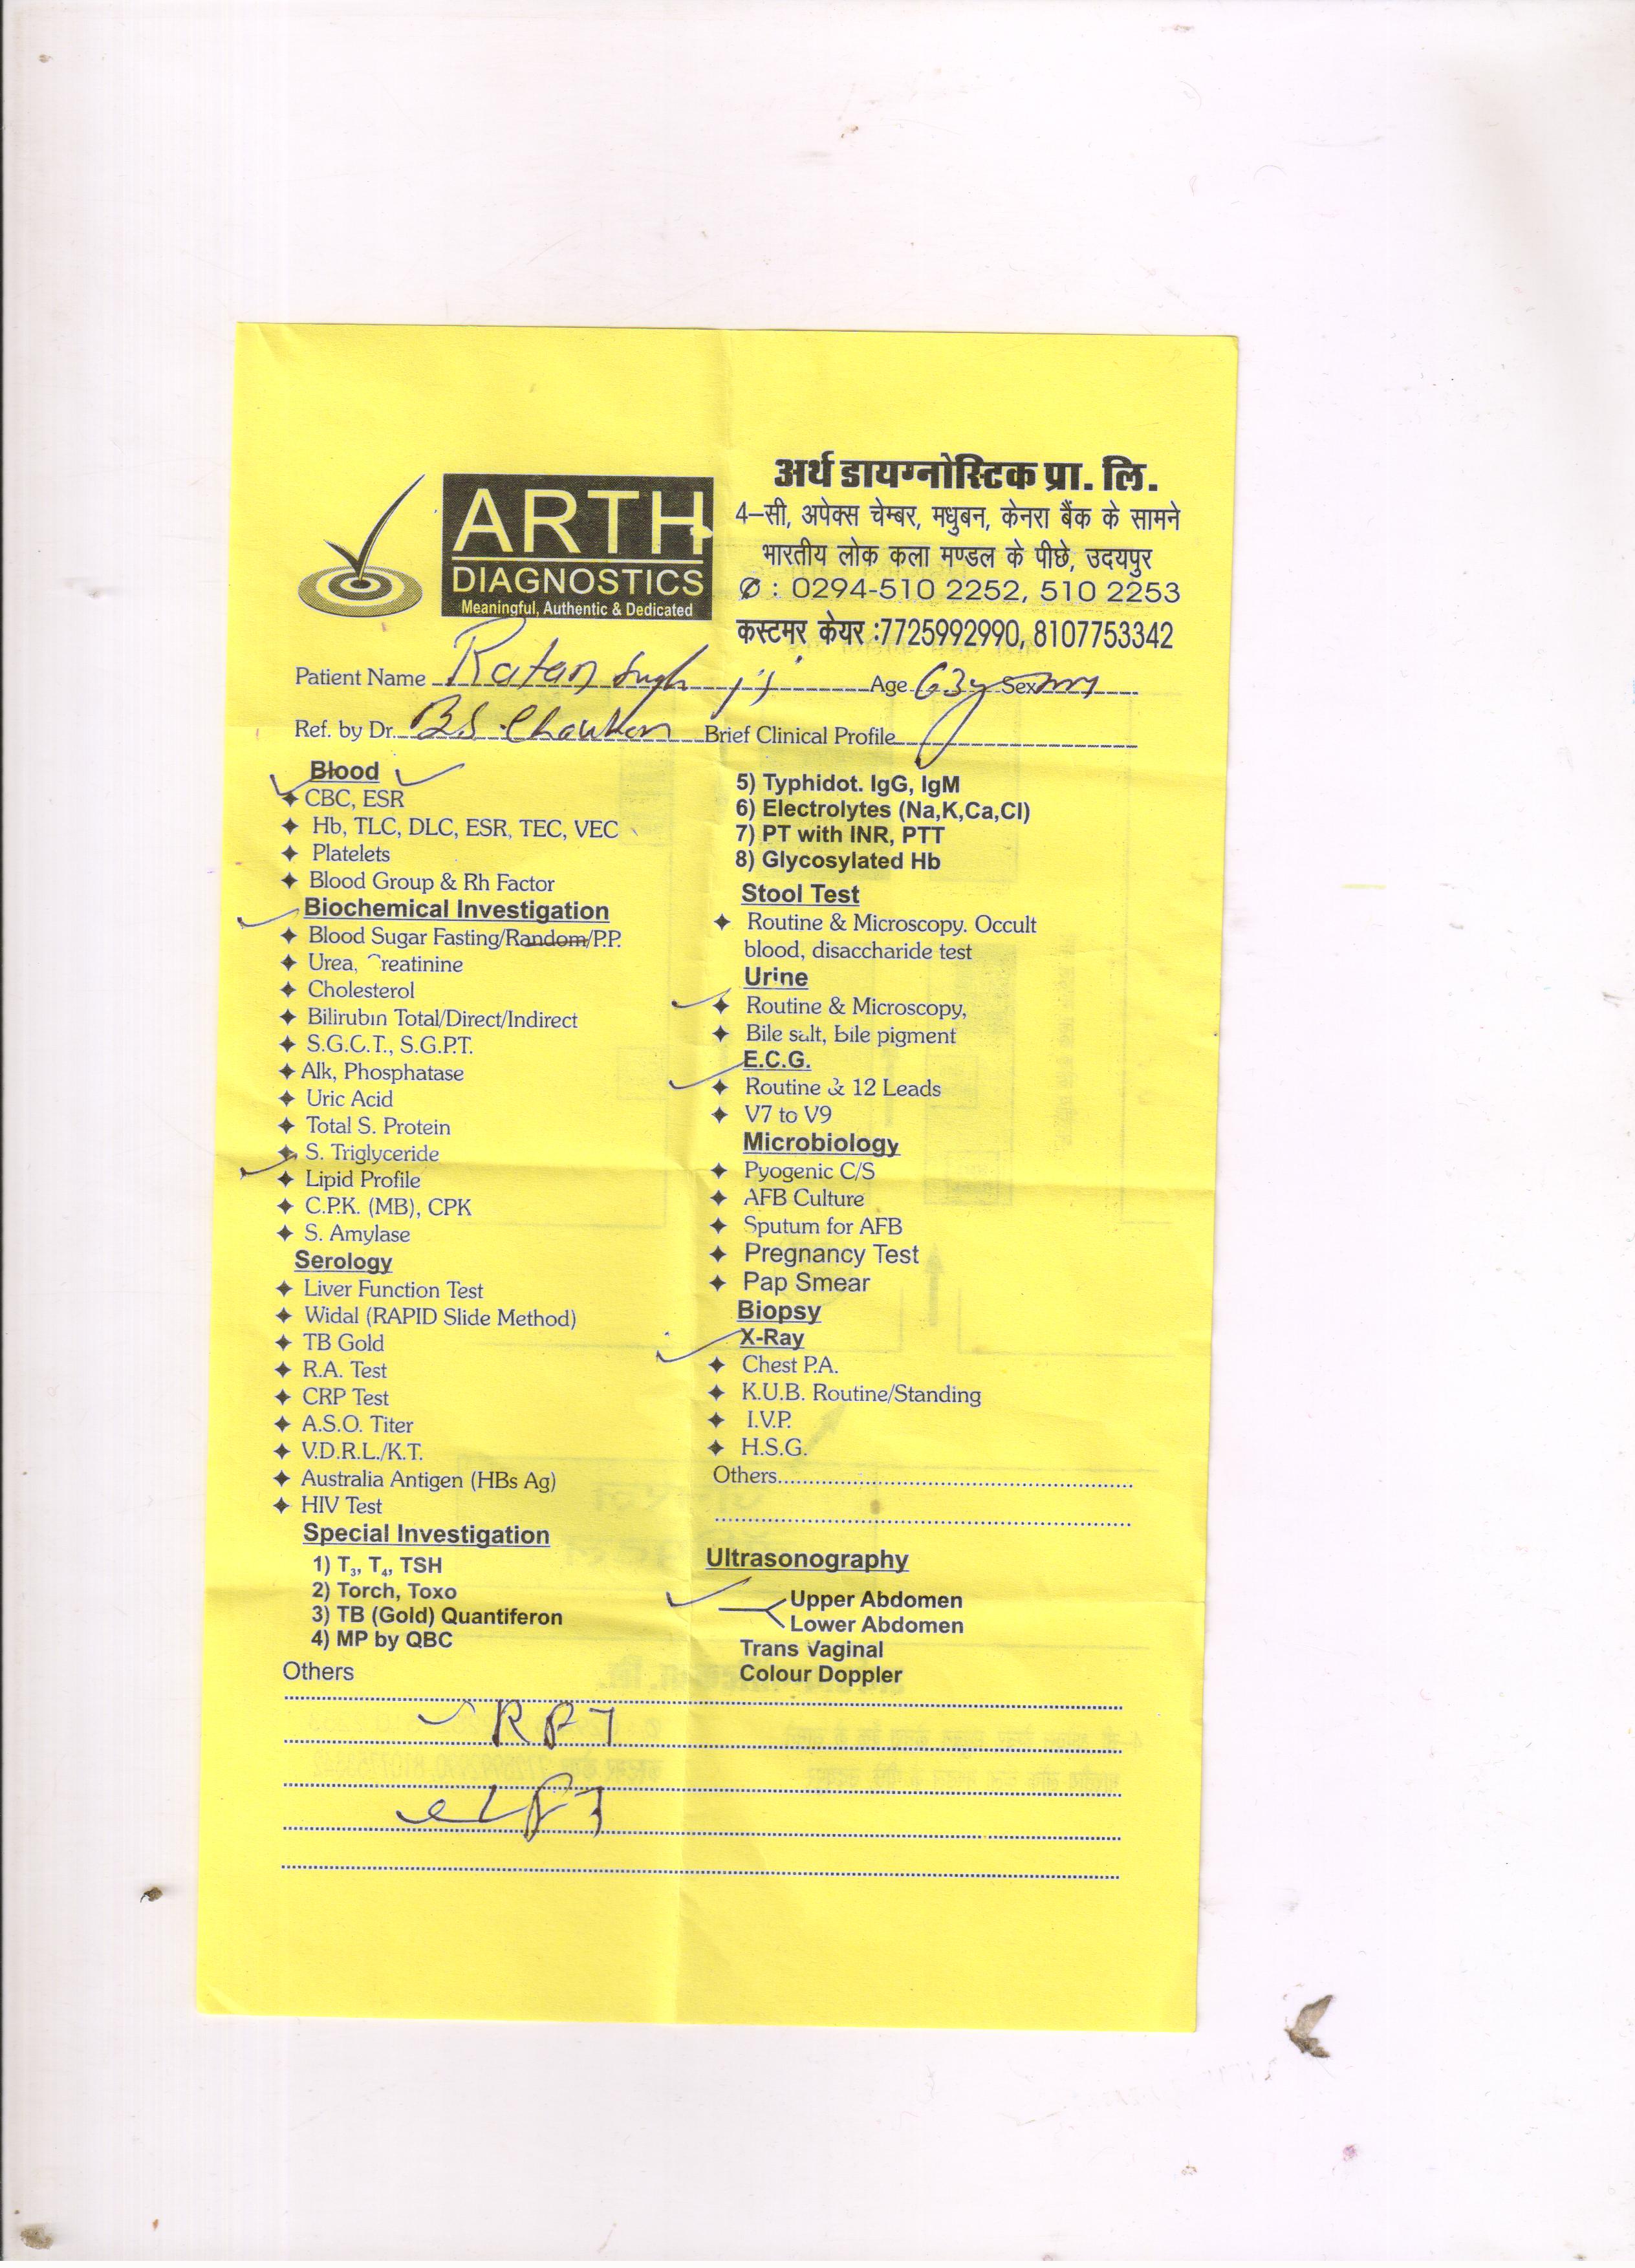 ARTH
DIAGNOSTICS
Meaningful, Authentic & Dedicated
अर्थ डायग्नोस्टिक प्रा. लि.
4–सी, अपेक्स चेम्बर, मधुबन, केनरा बैंक के सामने
भारतीय लोक कला मण्डल के पीछे, उदयपुर
✆ : 0294-510 2252, 510 2253
कस्टमर केयर :7725992990, 8107753342
Patient Name Ratan Singh ji Age 63y Sex
Ref. by Dr. B.S. Chauhan Brief Clinical Profile
Blood
CBC, ESR
Hb, TLC, DLC, ESR, TEC, VEC
Platelets
Blood Group & Rh Factor
Biochemical Investigation
Blood Sugar Fasting/Random/P.P.
Urea, Creatinine
Cholesterol
Bilirubin Total/Direct/Indirect
S.G.C.T., S.G.P.T.
Alk, Phosphatase
Uric Acid
Total S. Protein
S. Triglyceride
Lipid Profile
C.P.K. (MB), CPK
S. Amylase
Serology
Liver Function Test
Widal (RAPID Slide Method)
TB Gold
R.A. Test
CRP Test
A.S.O. Titer
V.D.R.L./K.T.
Australia Antigen (HBs Ag)
HIV Test
Special Investigation
1) T3, T4, TSH
2) Torch, Toxo
3) TB (Gold) Quantiferon
4) MP by QBC
5) Typhidot. IgG, IgM
6) Electrolytes (Na,K,Ca,Cl)
7) PT with INR, PTT
8) Glycosylated Hb
Stool Test
Routine & Microscopy. Occult
blood, disaccharide test
Urine
Routine & Microscopy,
Bile salt, bile pigment
E.C.G.
Routine & 12 Leads
V7 to V9
Microbiology
Pyogenic C/S
AFB Culture
Sputum for AFB
Pregnancy Test
Pap Smear
Biopsy
X-Ray
Chest P.A.
K.U.B. Routine/Standing
I.V.P.
H.S.G.
Others
Ultrasonography
Upper Abdomen
Lower Abdomen
Trans Vaginal
Colour Doppler
Others
RFT
LFT